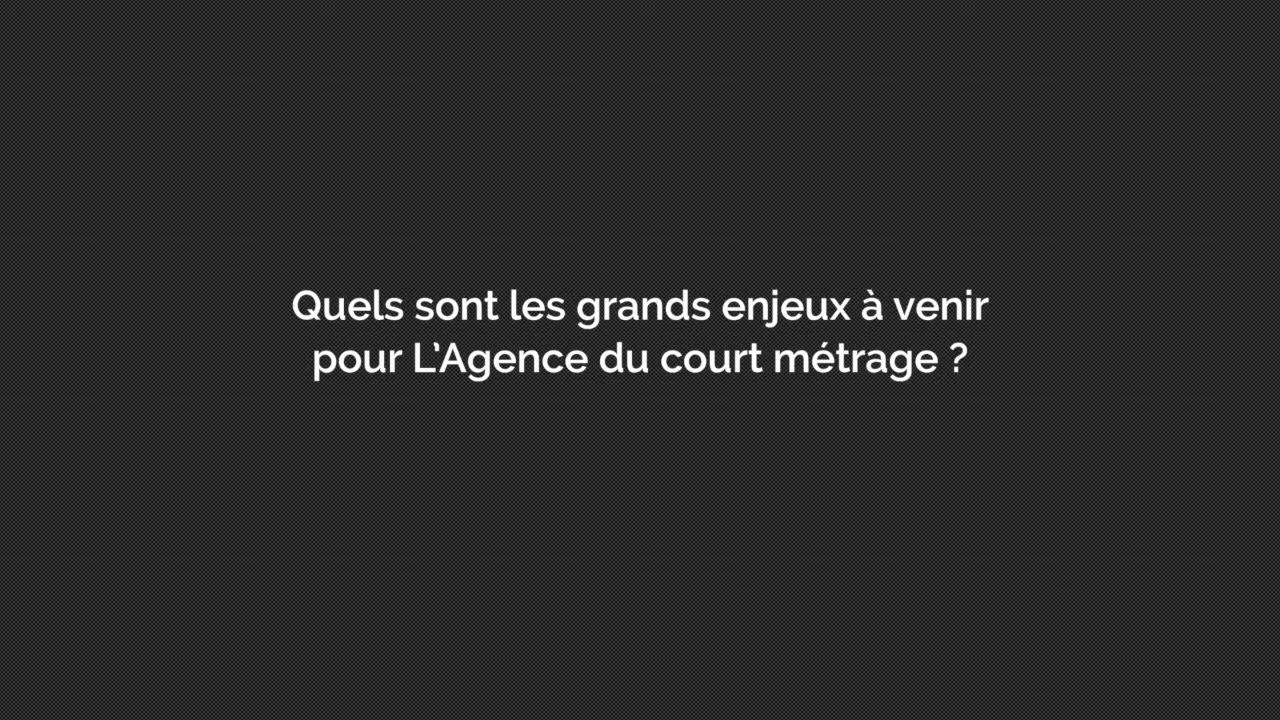 Quels sont les grands enjeux à venir
pour L’Agence du court métrage ?